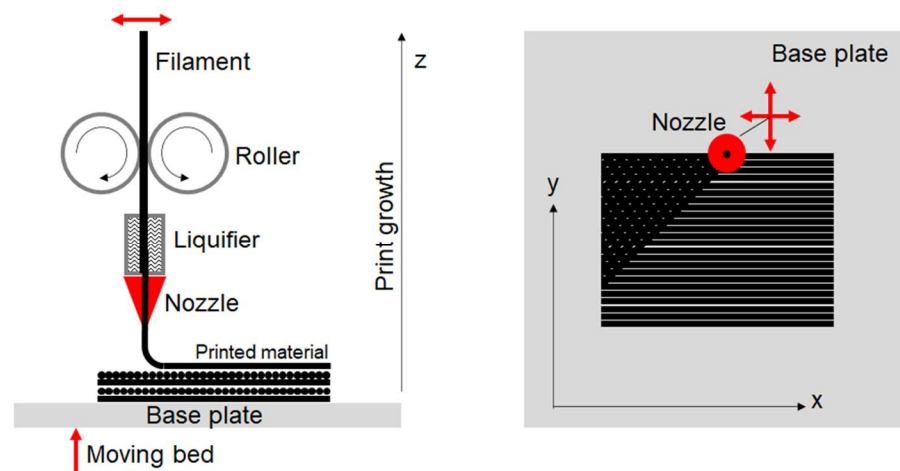 Filament
z
Roller
Print growth
Liquifier
Nozzle
Printed material
Base plate
Moving bed
Base plate
Nozzle
y
x